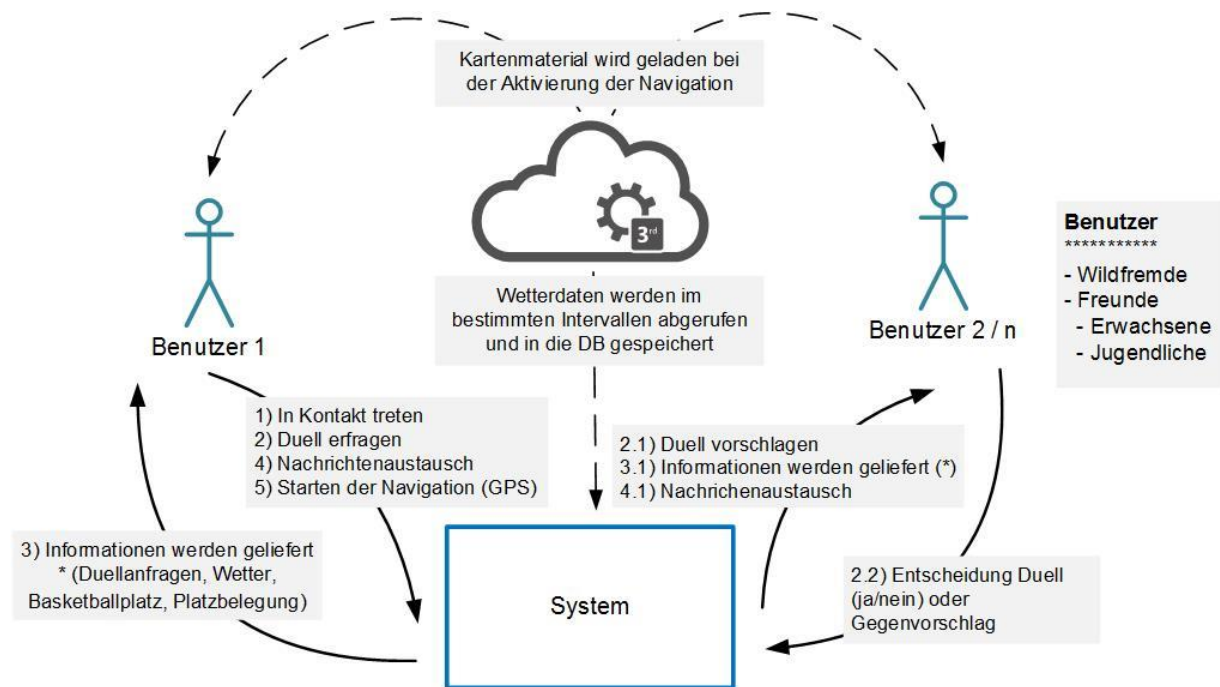 Kartenmaterial wird geladen bei
der Aktivierung der Navigation
3rd
Wetterdaten werden im
bestimmten Intervallen abgerufen
und in die DB gespeichert
Benutzer 1
Benutzer 2 / n
Benutzer
***********
- Wildfremde
- Freunde
- Erwachsene
- Jugendliche
1) In Kontakt treten
2) Duell erfragen
4) Nachrichtenaustausch
5) Starten der Navigation (GPS)
2.1) Duell vorschlagen
3.1) Informationen werden geliefert (*)
4.1) Nachrichenaustausch
3) Informationen werden geliefert
* (Duellanfragen, Wetter,
Basketballplatz, Platzbelegung)
System
2.2) Entscheidung Duell
(ja/nein) oder
Gegenvorschlag